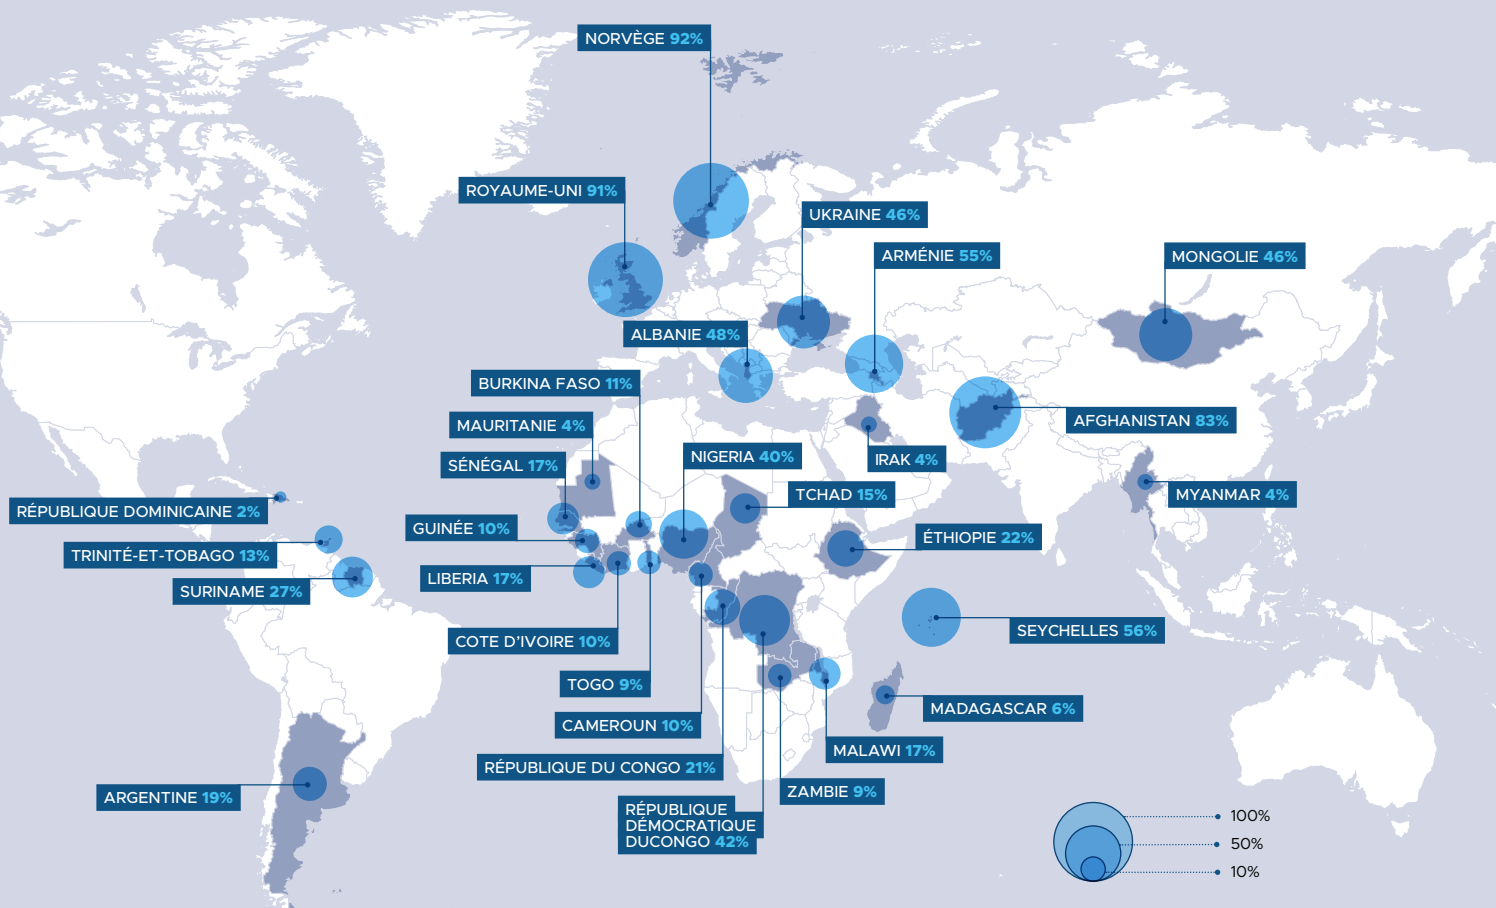 NORVÈGE 92%
ROYAUME-UNI 91%
UKRAINE 46%
ARMÉNIE 55%
MONGOLIE 46%
ALBANIE 48%
BURKINA FASO 11%
MAURITANIE 4%
AFGHANISTAN 83%
SÉNÉGAL 17%
NIGERIA 40%
IRAK 4%
TCHAD 15%
MYANMAR 4%
RÉPUBLIQUE DOMINICAINE 2%
GUINÉE 10%
ÉTHIOPIE 22%
TRINITÉ-ET-TOBAGO 13%
LIBERIA 17%
SURINAME 27%
SEYCHELLES 56%
COTE D'IVOIRE 10%
TOGO 9%
MADAGASCAR 6%
CAMEROUN 10%
MALAWI 17%
RÉPUBLIQUE DU CONGO 21%
ZAMBIE 9%
ARGENTINE 19%
RÉPUBLIQUE
DÉMOCRATIQUE
DUCONGO 42%
100%
50%
10%